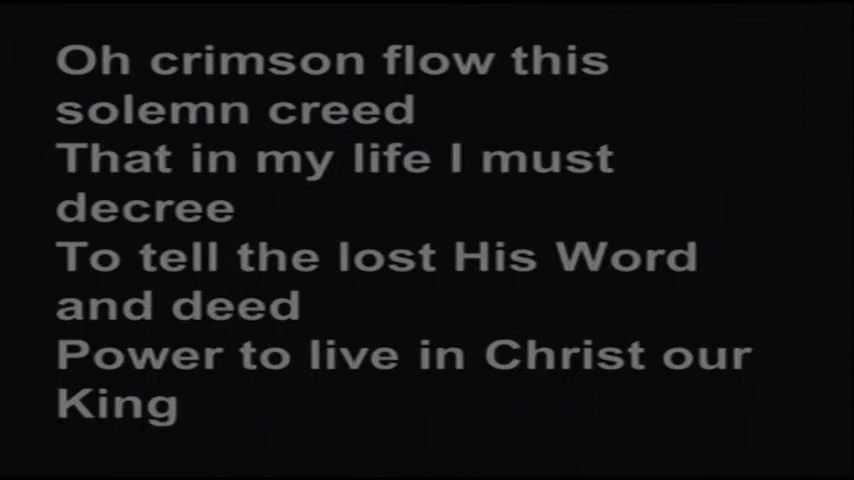 Oh crimson flow this
solemn creed
That in my life I must
decree
To tell the lost His Word
and deed
Power to live in Christ our
King